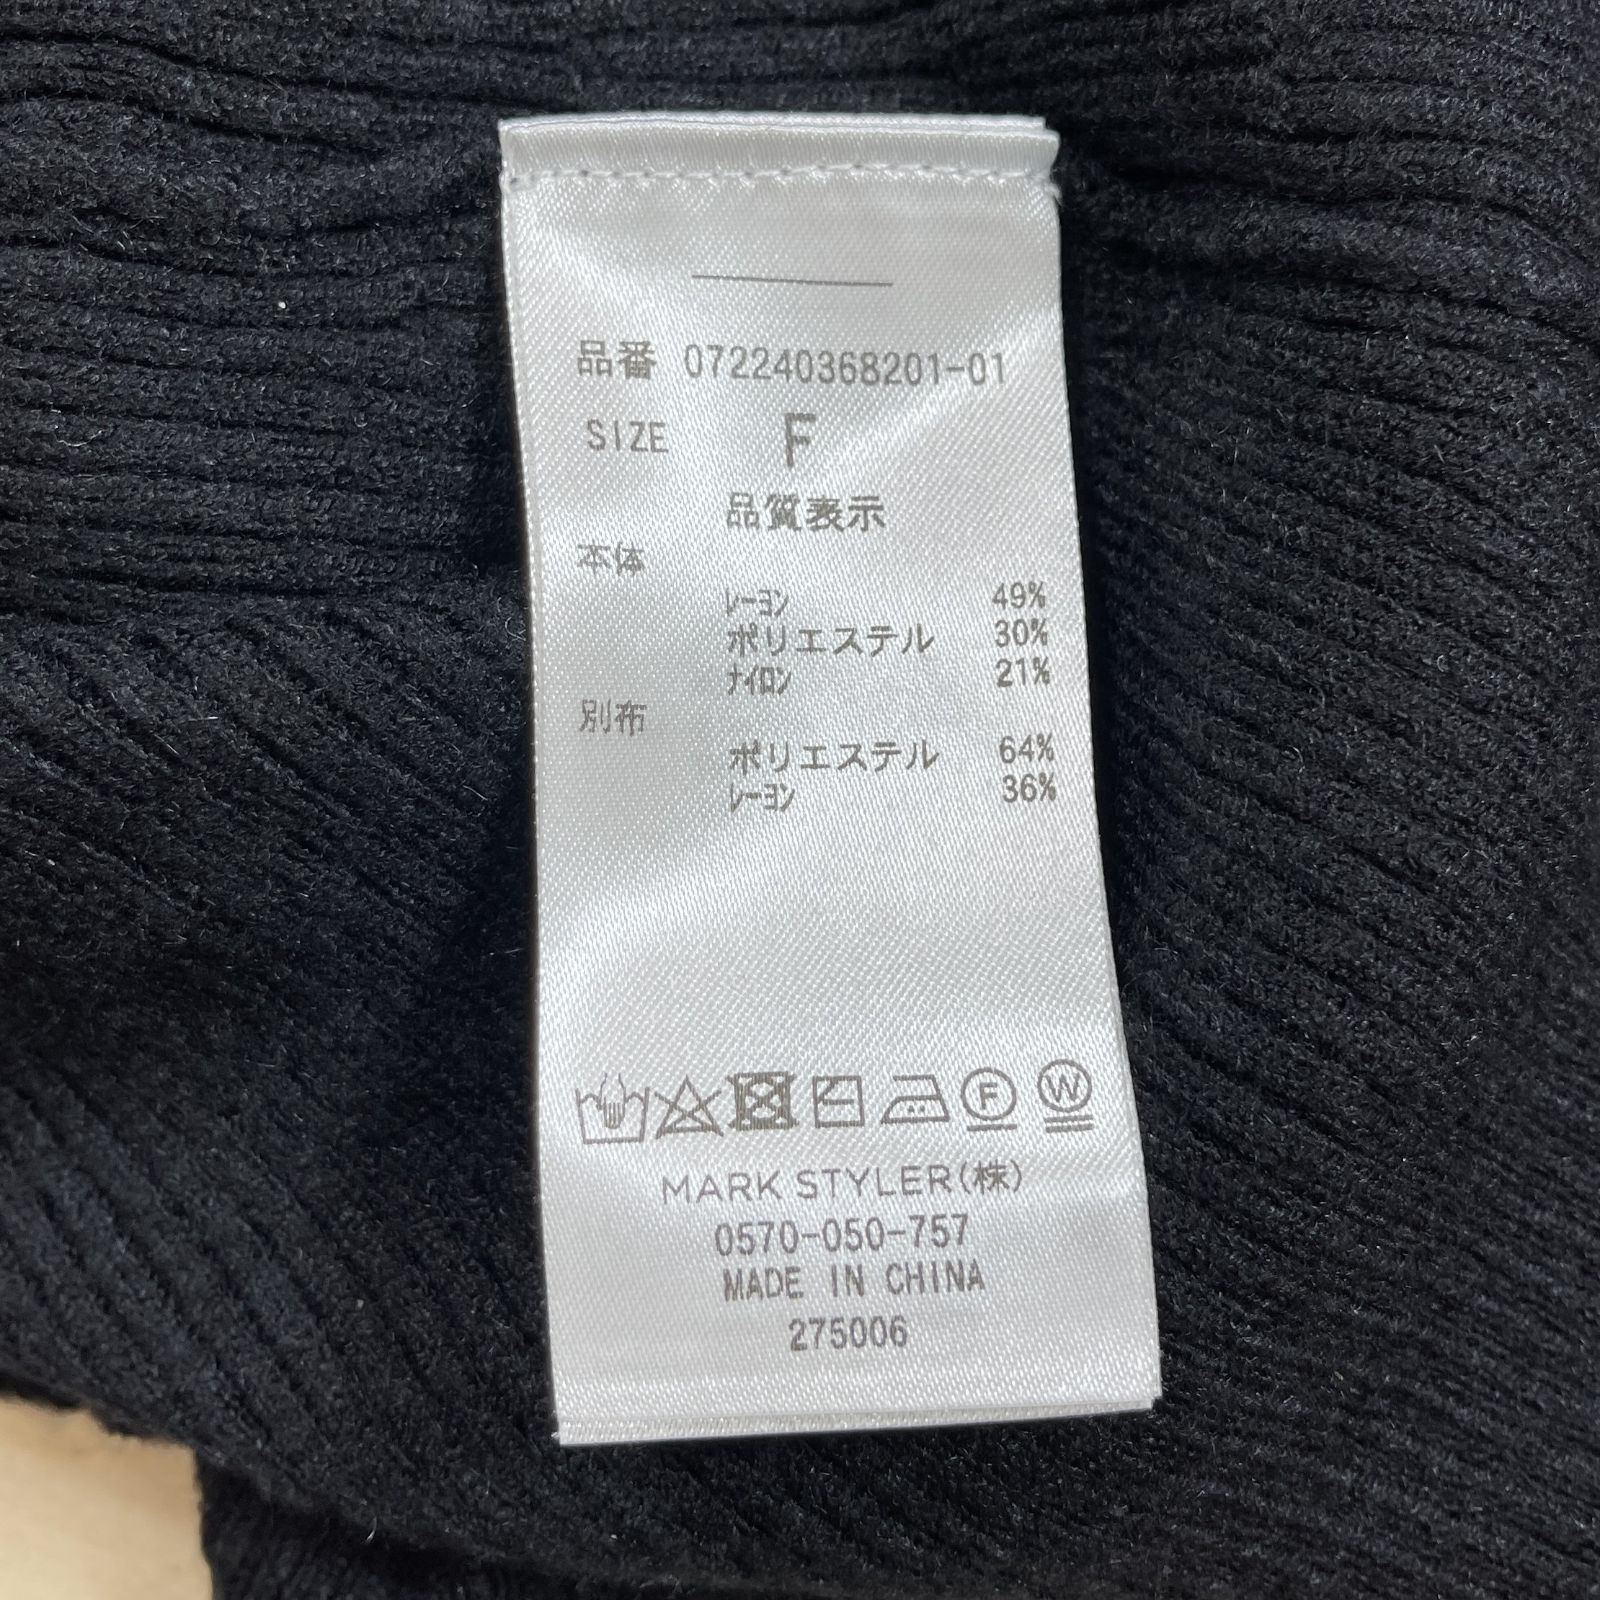 品番 072240368201-01
SIZE F
品質表示
本体
ﾚｰﾖﾝ 49%
ポリエステル 30%
ﾅｲﾛﾝ 21%
別布
ポリエステル 64%
ﾚｰﾖﾝ 36%
F W
MARK STYLER(株)
0570-050-757
MADE IN CHINA
275006